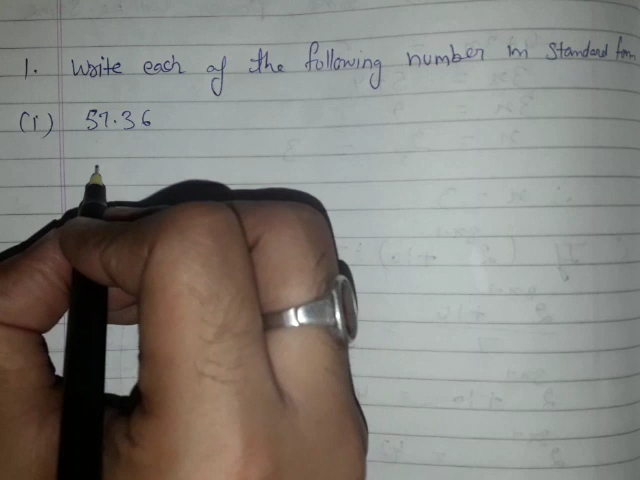 1. Write each of the following number in standard form
(1) 57.36